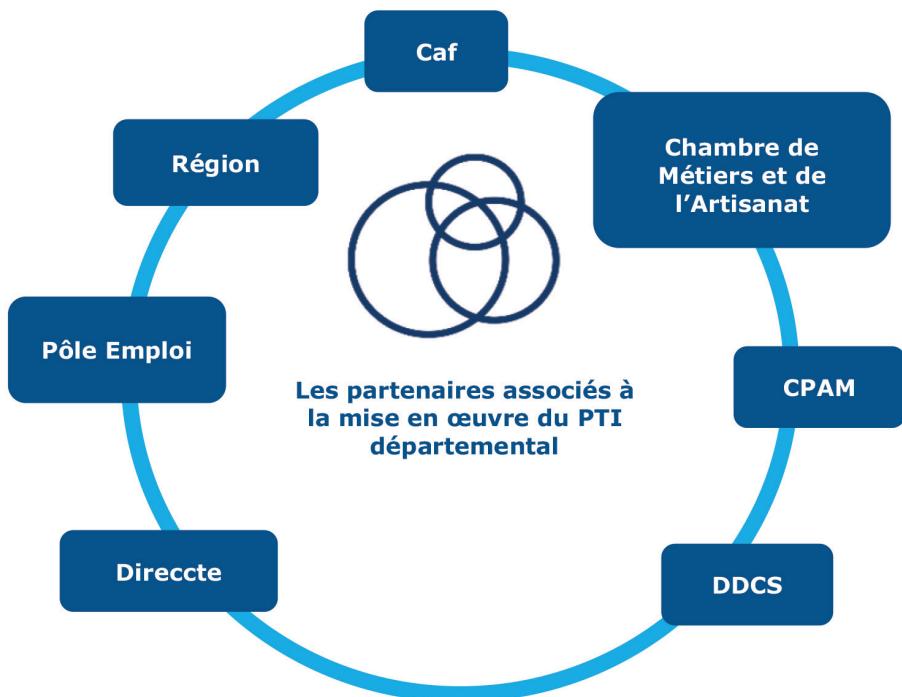 Caf
Chambre de
Métiers et de
l’Artisanat
Région
Pôle Emploi
Les partenaires associés à
la mise en œuvre du PTI
départemental
CPAM
Direccte
DDCS